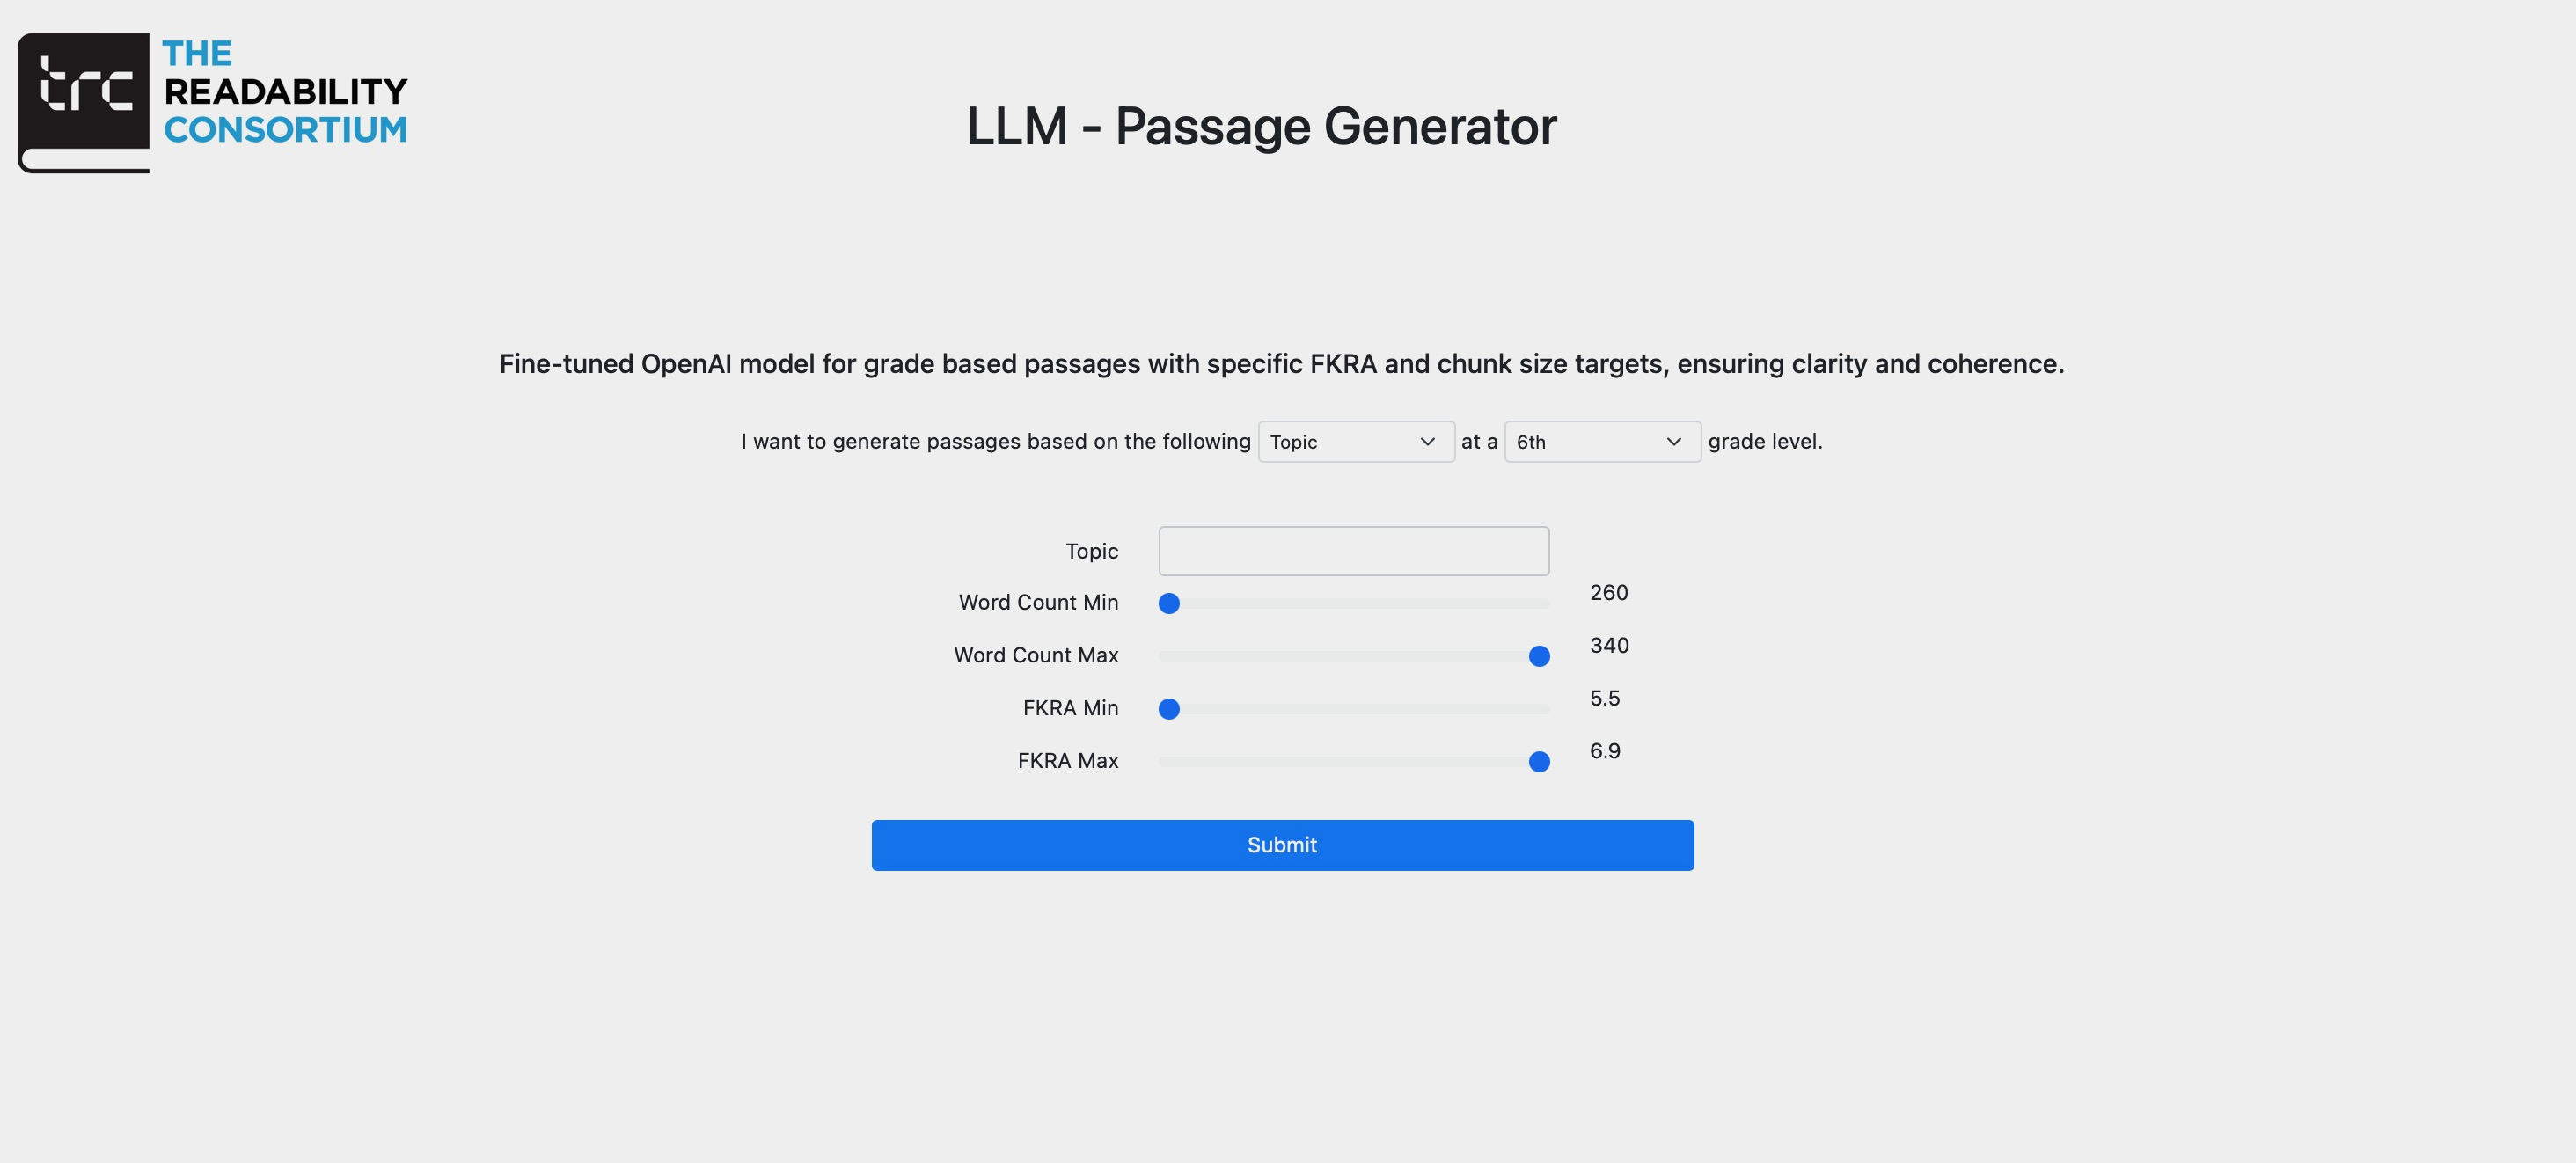 trc
THE
READABILITY
CONSORTIUM
LLM - Passage Generator
Fine-tuned OpenAI model for grade based passages with specific FKRA and chunk size targets, ensuring clarity and coherence.
I want to generate passages based on the following Topic at a 6th grade level.
Topic
Word Count Min 260
Word Count Max 340
FKRA Min 5.5
FKRA Max 6.9
Submit